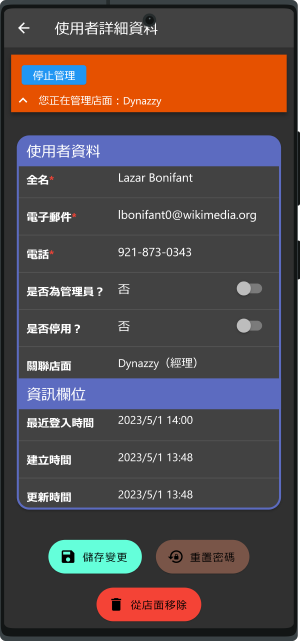 使用者詳細資料
停止管理
您正在管理店面：Dynazzy
使用者資料
全名* Lazar Bonifant
電子郵件* lbonifant0@wikimedia.org
電話* 921-873-0343
是否為管理員？ 否
是否停用？ 否
關聯店面 Dynazzy（經理）
資訊欄位
最近登入時間 2023/5/1 14:00
建立時間 2023/5/1 13:48
更新時間 2023/5/1 13:48
儲存變更 重置密碼
從店面移除